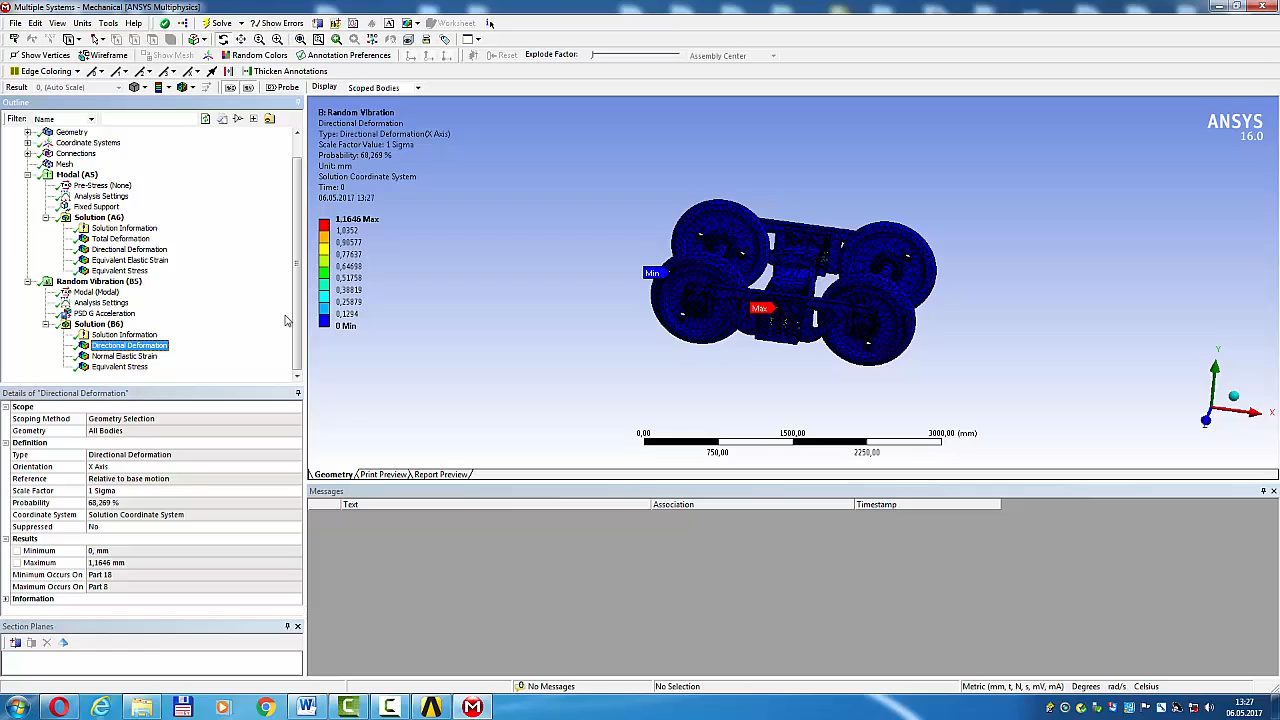 Multiple Systems - Mechanical [ANSYS Multiphysics]
File Edit View Units Tools Help Solve Show Errors Worksheet
Show Vertices Wireframe Show Mesh Random Colors Annotation Preferences Reset Explode Factor: Assembly Center
Edge Coloring Thicken Annotations
Result 0, (Auto Scale) Probe Display Scoped Bodies
Outline
Filter: Name
Geometry
Coordinate Systems
Connections
Mesh
Modal (A5)
Pre-Stress (None)
Analysis Settings
Fixed Support
Solution (A6)
Solution Information
Total Deformation
Directional Deformation
Equivalent Elastic Strain
Equivalent Stress
Random Vibration (B5)
Modal (Modal)
Analysis Settings
PSD G Acceleration
Solution (B6)
Solution Information
Directional Deformation
Normal Elastic Strain
Equivalent Stress
Details of "Directional Deformation"
Scope
Scoping Method Geometry Selection
Geometry All Bodies
Definition
Type Directional Deformation
Orientation X Axis
Reference Relative to base motion
Scale Factor 1 Sigma
Probability 68,269 %
Coordinate System Solution Coordinate System
Suppressed No
Results
Minimum 0, mm
Maximum 1,1646 mm
Minimum Occurs On Part 18
Maximum Occurs On Part 8
Information
Section Planes
B: Random Vibration
Directional Deformation
Type: Directional Deformation(X Axis)
Scale Factor Value: 1 Sigma
Probability: 68,269 %
Unit: mm
Solution Coordinate System
Time: 0
06.05.2017 13:27
1,1646 Max
1,0352
0,90577
0,77637
0,64698
0,51758
0,38819
0,25879
0,1294
0 Min
Min
Max
ANSYS
16.0
Y
X
Z
0,00 1500,00 3000,00 (mm)
750,00 2250,00
Geometry Print Preview Report Preview
Messages
Text Association Timestamp
No Messages No Selection Metric (mm, t, N, s, mV, mA) Degrees rad/s Celsius
13:27
06.05.2017